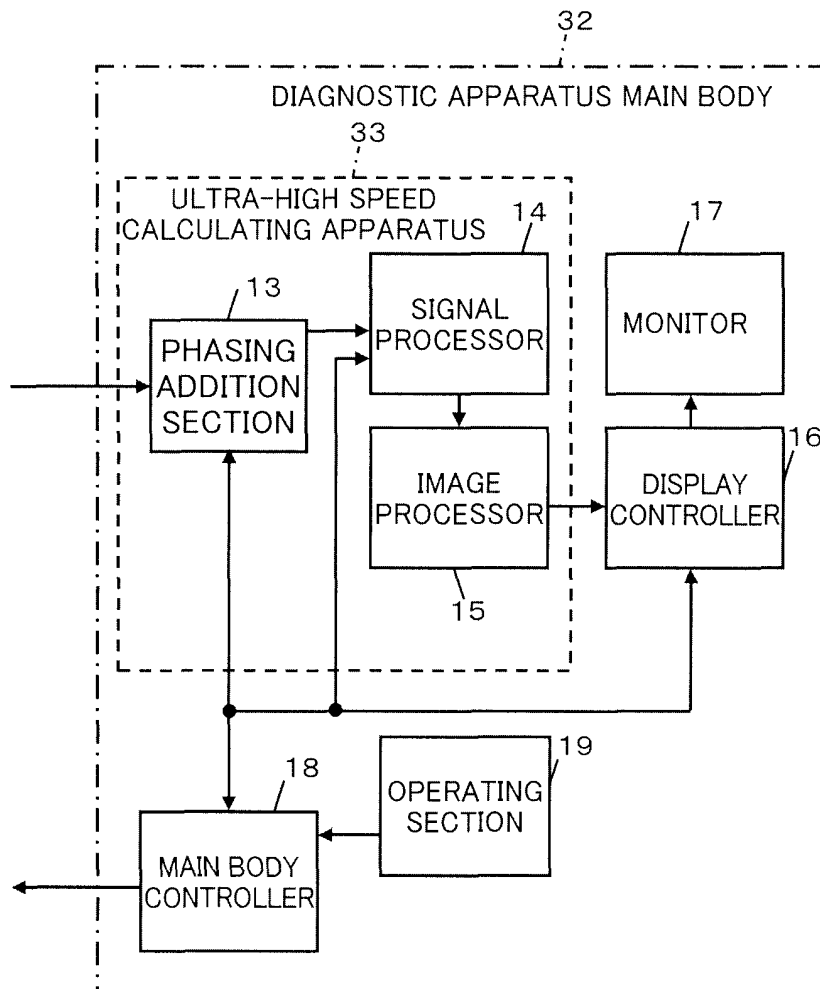 32
DIAGNOSTIC APPARATUS MAIN BODY
33
ULTRA-HIGH SPEED
CALCULATING APPARATUS
14
17
13
SIGNAL
PROCESSOR
MONITOR
PHASING
ADDITION
SECTION
16
IMAGE
PROCESSOR
DISPLAY
CONTROLLER
15
18
19
OPERATING
SECTION
MAIN BODY
CONTROLLER